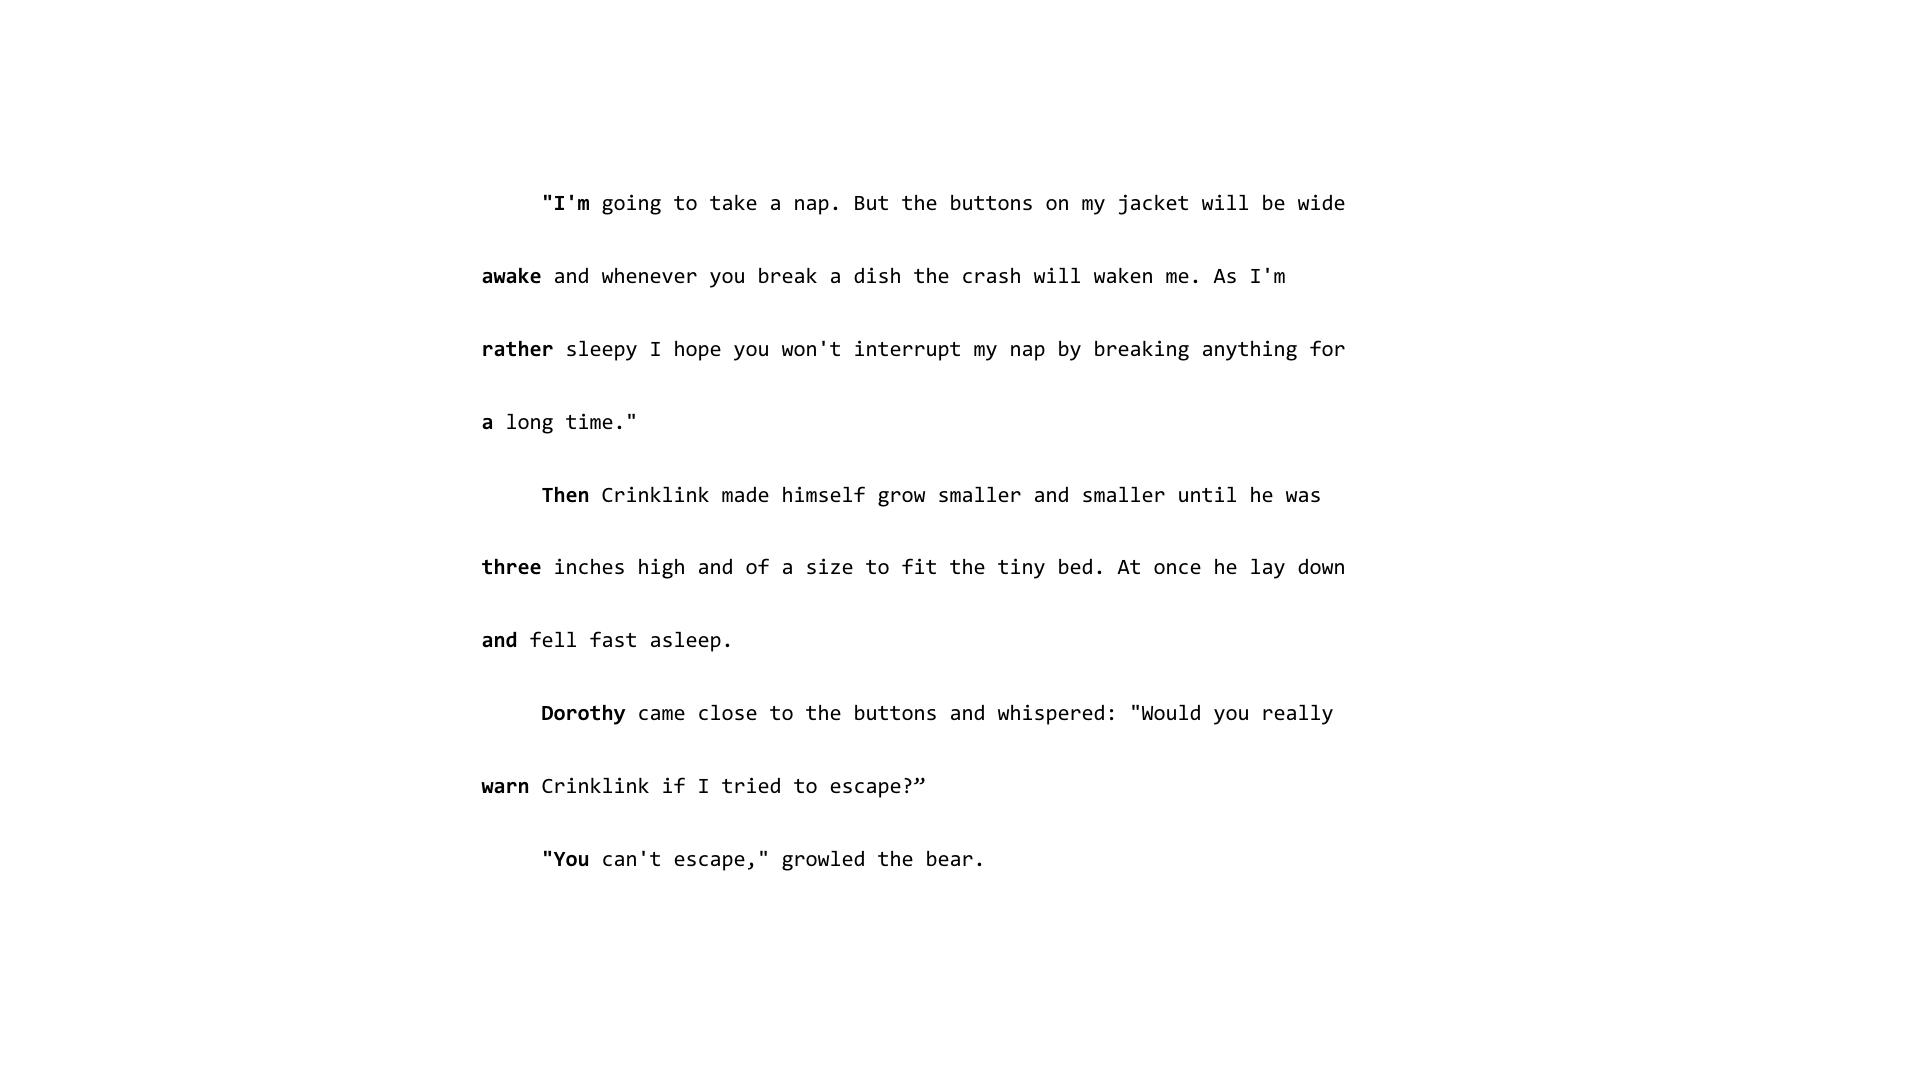 "I'm going to take a nap. But the buttons on my jacket will be wide
awake and whenever you break a dish the crash will waken me. As I'm
rather sleepy I hope you won't interrupt my nap by breaking anything for
a long time."
Then Crinklink made himself grow smaller and smaller until he was
three inches high and of a size to fit the tiny bed. At once he lay down
and fell fast asleep.
Dorothy came close to the buttons and whispered: "Would you really
warn Crinklink if I tried to escape?”
"You can't escape," growled the bear.